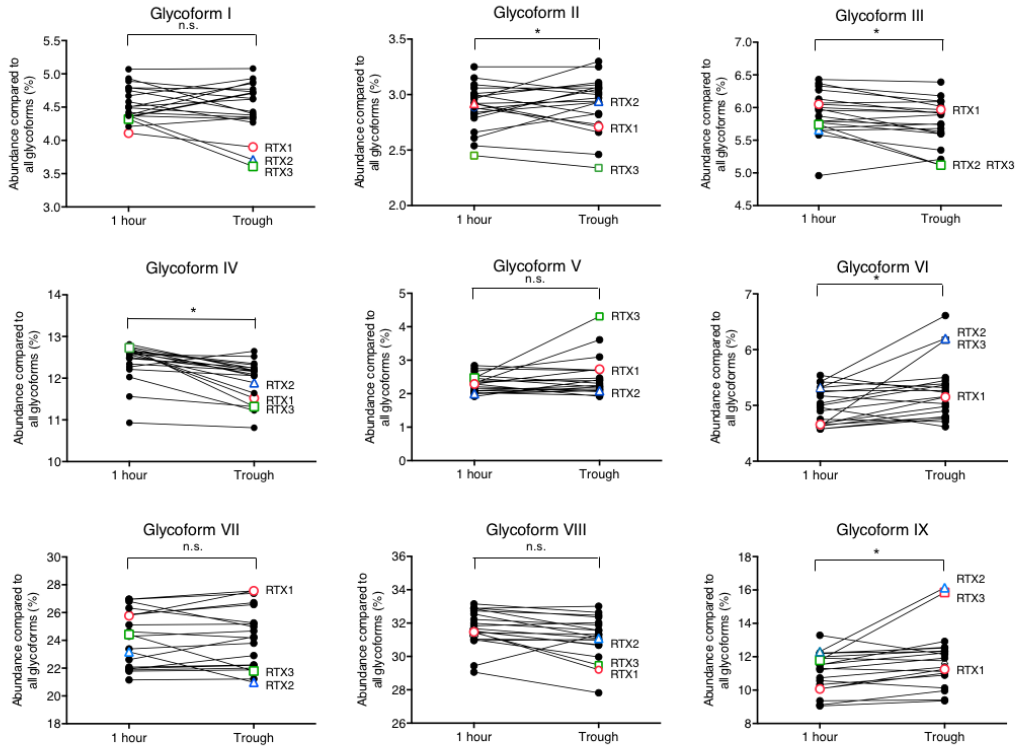 Glycoform I
n.s.
Abundance compared to
all glycoforms (%)
5.5
5.0
4.5
4.0
3.5
3.0
RTX1
RTX2
RTX3
1 hour
Trough
Glycoform II
*
Abundance compared to
all glycoforms (%)
3.5
3.0
2.5
2.0
RTX2
RTX1
RTX3
1 hour
Trough
Glycoform III
*
Abundance compared to
all glycoforms (%)
7.0
6.5
6.0
5.5
5.0
4.5
RTX1
RTX2 RTX3
1 hour
Trough
Glycoform IV
*
Abundance compared to
all glycoforms (%)
14
13
12
11
10
RTX2
RTX1
RTX3
1 hour
Trough
Glycoform V
n.s.
Abundance compared to
all glycoforms (%)
5
4
3
2
1
0
RTX3
RTX1
RTX2
1 hour
Trough
Glycoform VI
*
Abundance compared to
all glycoforms (%)
7
6
5
4
RTX2
RTX3
RTX1
1 hour
Trough
Glycoform VII
n.s.
Abundance compared to
all glycoforms (%)
30
28
26
24
22
20
18
RTX1
RTX3
RTX2
1 hour
Trough
Glycoform VIII
n.s.
Abundance compared to
all glycoforms (%)
36
34
32
30
28
26
RTX2
RTX3
RTX1
1 hour
Trough
Glycoform IX
*
Abundance compared to
all glycoforms (%)
18
16
14
12
10
8
RTX2
RTX3
RTX1
1 hour
Trough